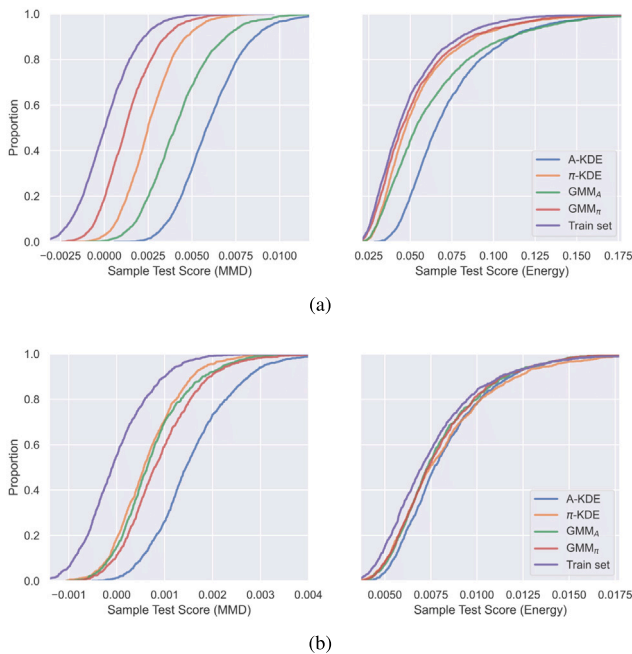 1.0
0.8
0.6
0.4
0.2
0.0
Proportion
−0.0025 0.0000 0.0025 0.0050 0.0075 0.0100
Sample Test Score (MMD)
A-KDE
π-KDE
GMM_A
GMM_π
Train set
0.025 0.050 0.075 0.100 0.125 0.150 0.175
Sample Test Score (Energy)
(a)
1.0
0.8
0.6
0.4
0.2
0.0
Proportion
−0.001 0.000 0.001 0.002 0.003 0.004
Sample Test Score (MMD)
A-KDE
π-KDE
GMM_A
GMM_π
Train set
0.0050 0.0075 0.0100 0.0125 0.0150 0.0175
Sample Test Score (Energy)
(b)